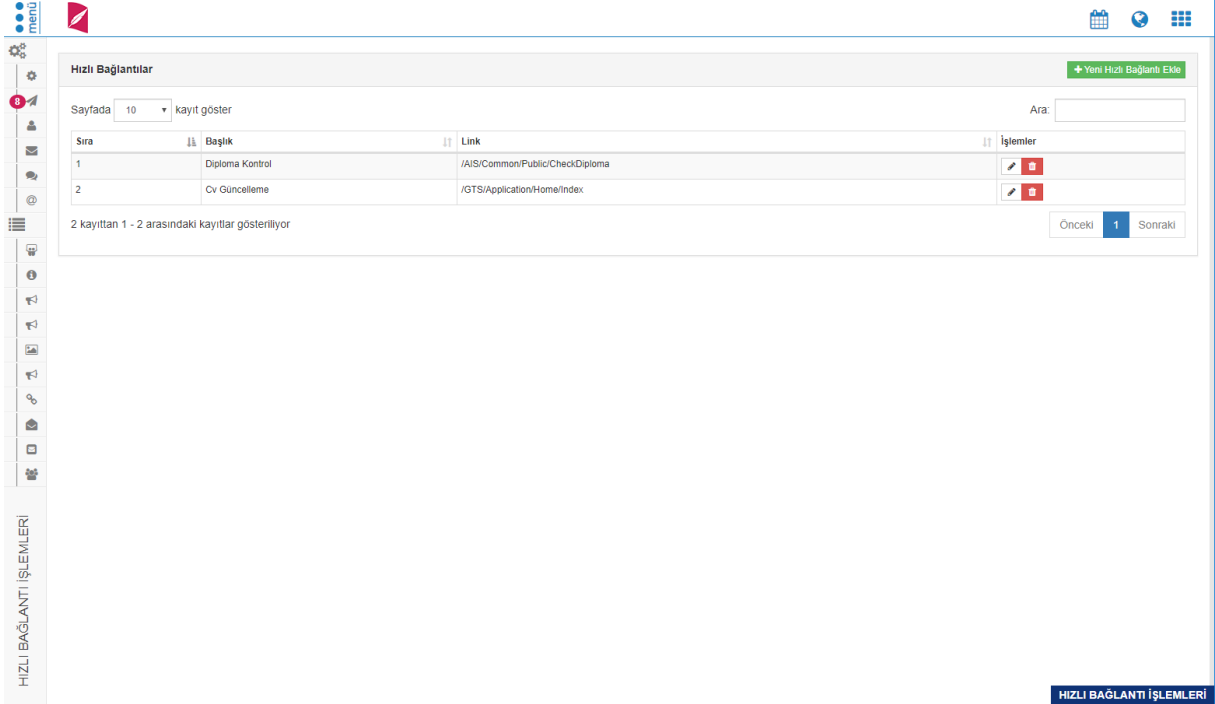 menü
Hızlı Bağlantılar
Yeni Hızlı Bağlantı Ekle
8
Sayfada 10 kayıt göster
Ara:
@
Sıra Başlık Link İşlemler
1 Diploma Kontrol /AIS/Common/Public/CheckDiploma
2 Cv Güncelleme /GTS/Application/Home/Index
2 kayıttan 1 - 2 arasındaki kayıtlar gösteriliyor
Önceki 1 Sonraki
HIZLI BAĞLANTI İŞLEMLERİ
HIZLI BAĞLANTI İŞLEMLERİ